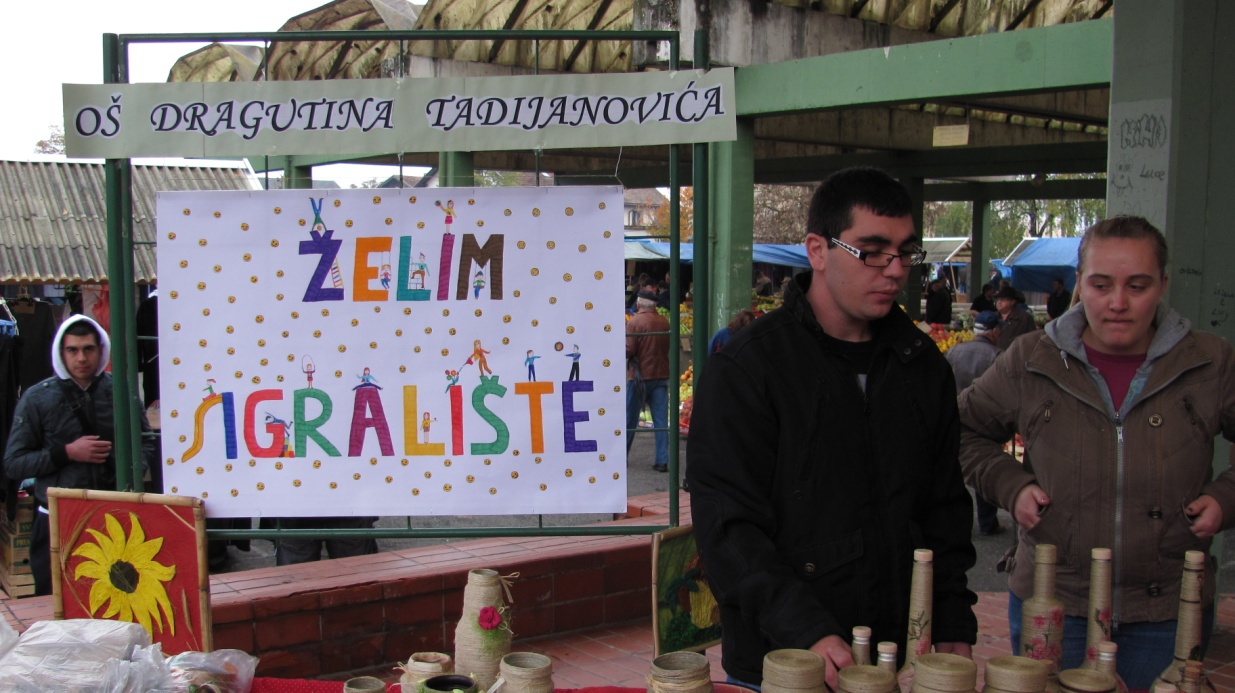 OŠ DRAGUTINA TADIJANOVIĆA
ŽELIM
IGRALIŠTE